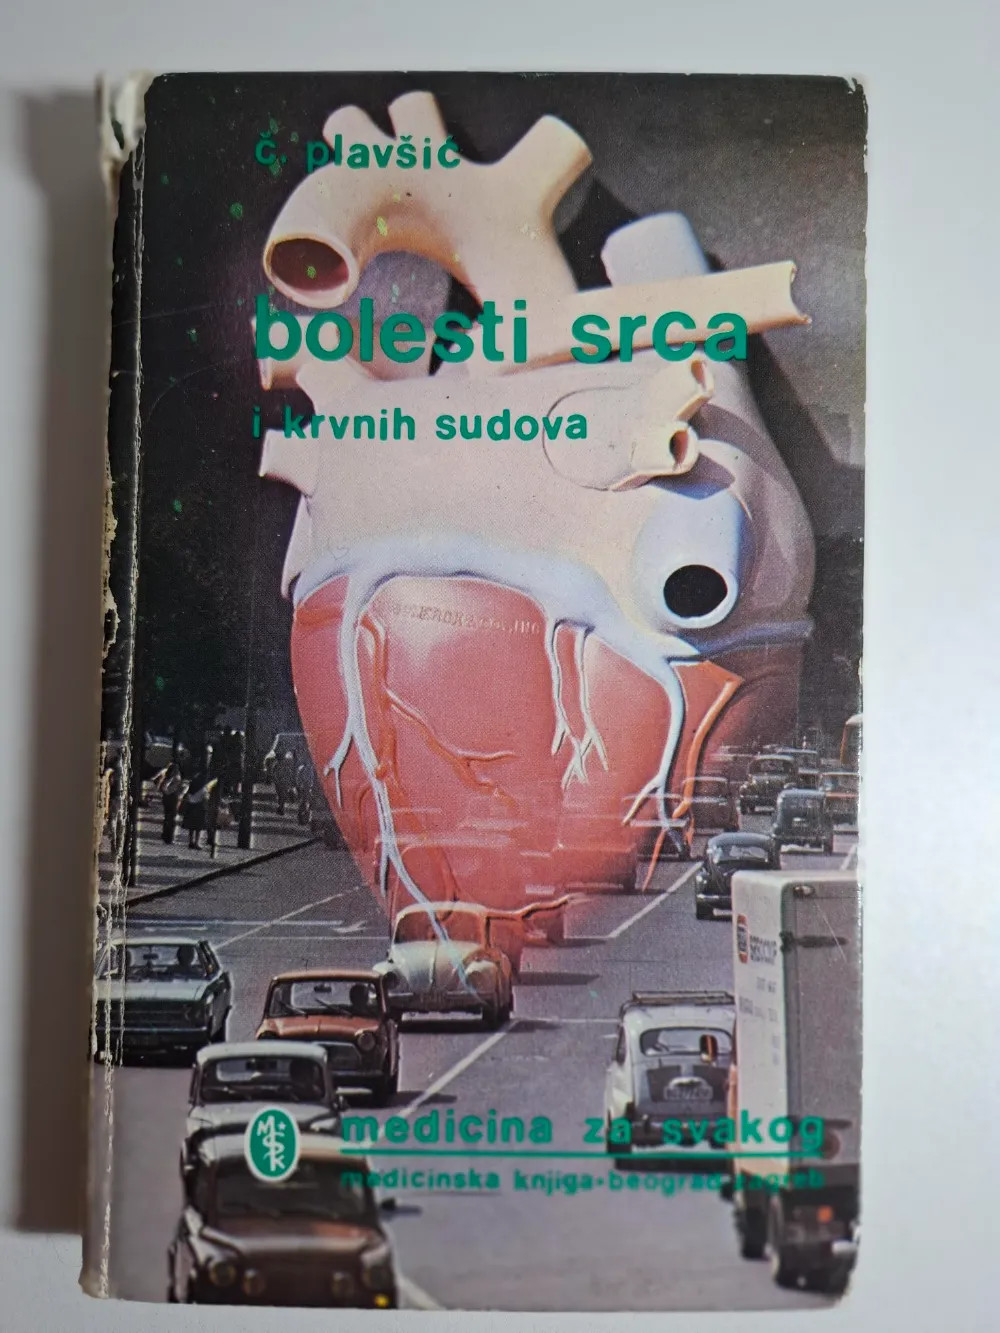 č. plavšić
bolesti srca
i krvnih sudova
medicina za svakog
medicinska knjiga•beograd-zagreb